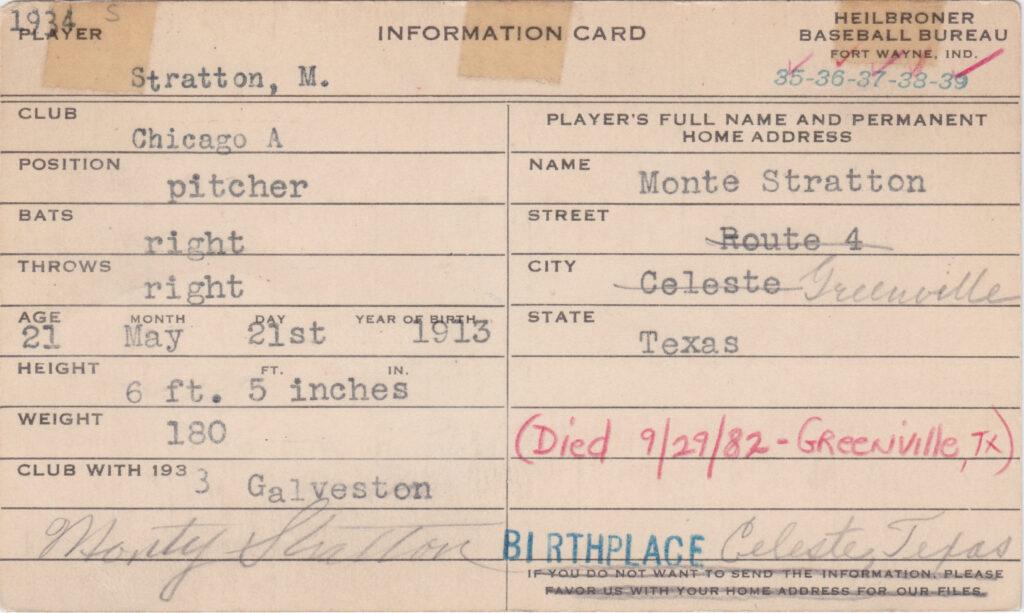 1934 S
PLAYER
INFORMATION CARD
HEILBRONER
BASEBALL BUREAU
FORT WAYNE, IND.
35-36-37-38-39
Stratton, M.
CLUB
Chicago A
POSITION
pitcher
BATS
right
THROWS
right
AGE MONTH DAY YEAR OF BIRTH
21 May 21st 1913
HEIGHT FT. IN.
6 ft. 5 inches
WEIGHT
180
CLUB WITH 193 3 Galveston
Monty Stratton
PLAYER'S FULL NAME AND PERMANENT
HOME ADDRESS
NAME
Monte Stratton
STREET
Route 4
CITY
Celeste Greenville
STATE
Texas
(Died 9/29/82 - GREENVILLE, TX)
BIRTHPLACE Celeste, Texas
IF YOU DO NOT WANT TO SEND THE INFORMATION, PLEASE
FAVOR US WITH YOUR HOME ADDRESS FOR OUR FILES.